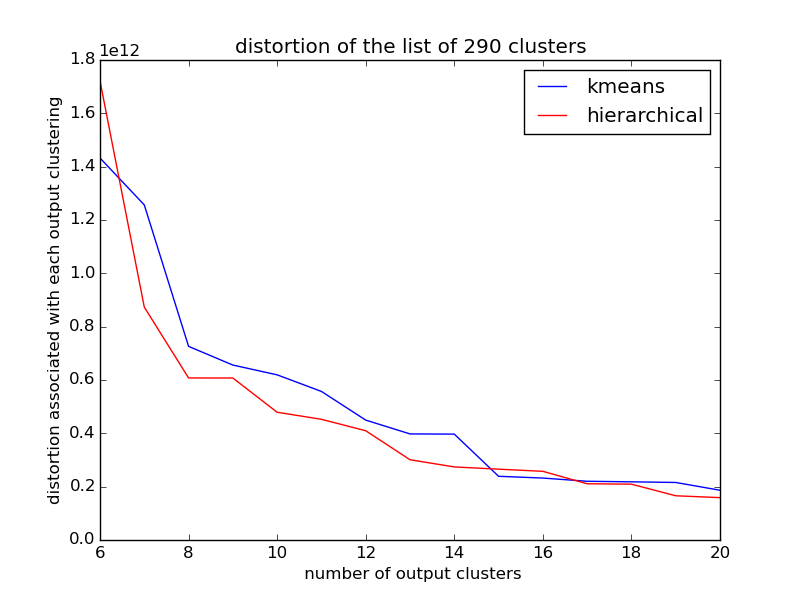 distortion of the list of 290 clusters
1e12
kmeans
hierarchical
distortion associated with each output clustering
1.8
1.6
1.4
1.2
1.0
0.8
0.6
0.4
0.2
0.0
6 8 10 12 14 16 18 20
number of output clusters